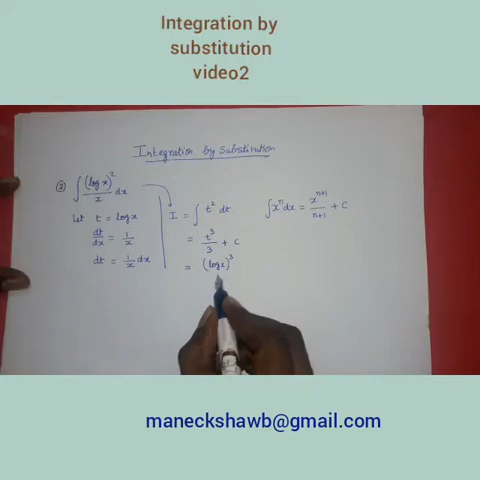 Integration by
substitution
video2
Integration by Substitution
② ∫ (log x)² / x dx
Let t = log x
dt/dx = 1/x
dt = 1/x dx
I = ∫ t² dt
= t³/3 + c
= (log x)³
∫ xⁿ dx = xⁿ⁺¹/n+1 + C
maneckshawb@gmail.com